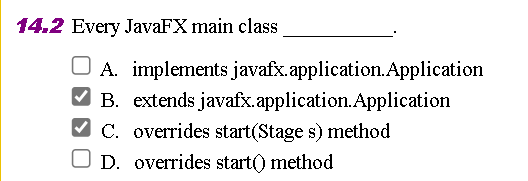 14.2 Every JavaFX main class ___________.
A. implements javafx.application.Application
B. extends javafx.application.Application
C. overrides start(Stage s) method
D. overrides start() method